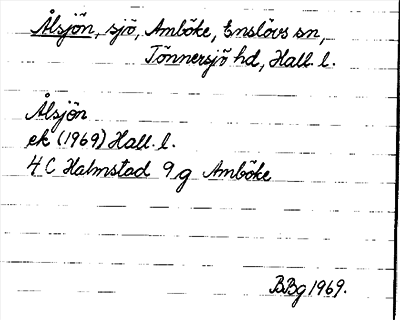 Ålsjön, sjö, Amböke, Enslövs sn,
Tönnersjö hd, Hall. l.
Ålsjön
ek (1969) Hall. l.
4 C Halmstad 9 g Amböke
BBg 1969.